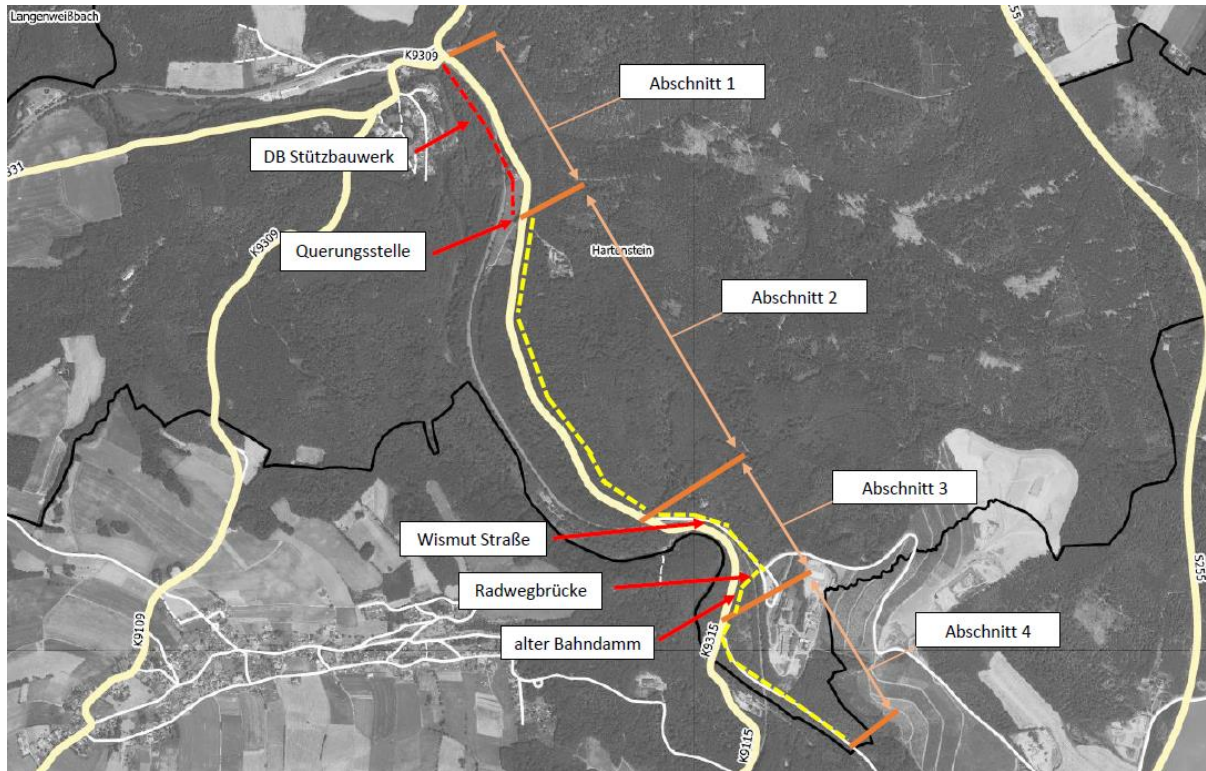 Langenweißbach
K9309
S255
Abschnitt 1
DB Stützbauwerk
K9309
Querungsstelle
Hartenstein
Abschnitt 2
Abschnitt 3
Wismut Straße
Radwegbrücke
S255
K9109
alter Bahndamm
K9315
Abschnitt 4
K9115